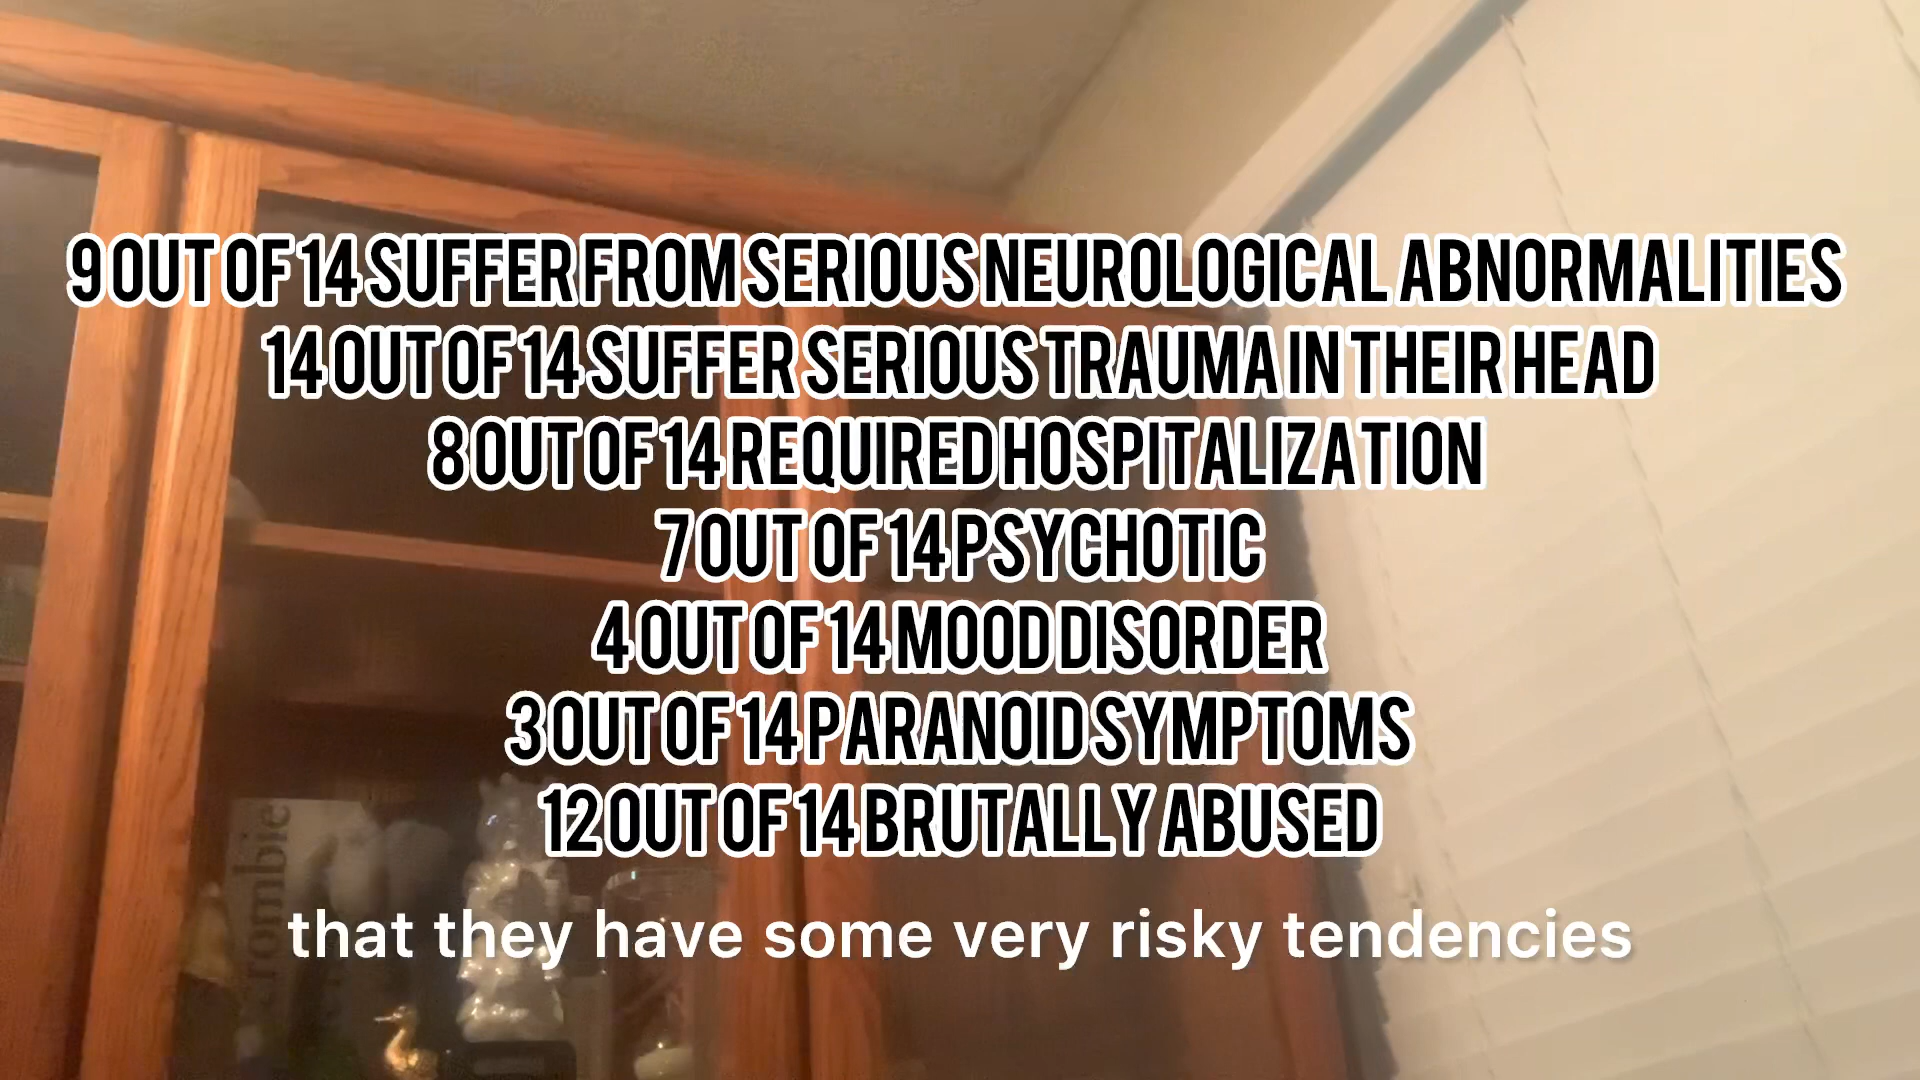 9 OUT OF 14 SUFFER FROM SERIOUS NEUROLOGICAL ABNORMALITIES
14 OUT OF 14 SUFFER SERIOUS TRAUMA IN THEIR HEAD
8 OUT OF 14 REQUIRED HOSPITALIZATION
7 OUT OF 14 PSYCHOTIC
4 OUT OF 14 MOOD DISORDER
3 OUT OF 14 PARANOID SYMPTOMS
12 OUT OF 14 BRUTALLY ABUSED
that they have some very risky tendencies